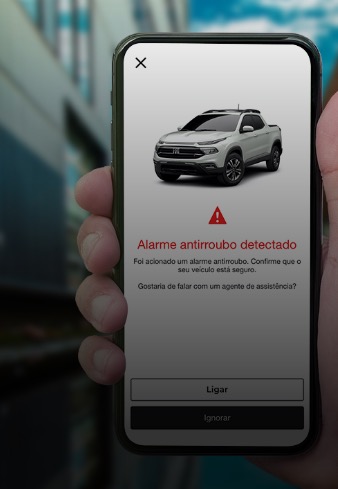 Alarme antirroubo detectado
Foi acionado um alarme antirroubo. Confirme que o
seu veículo está seguro.
Gostaria de falar com um agente de assistência?
Ligar
Ignorar